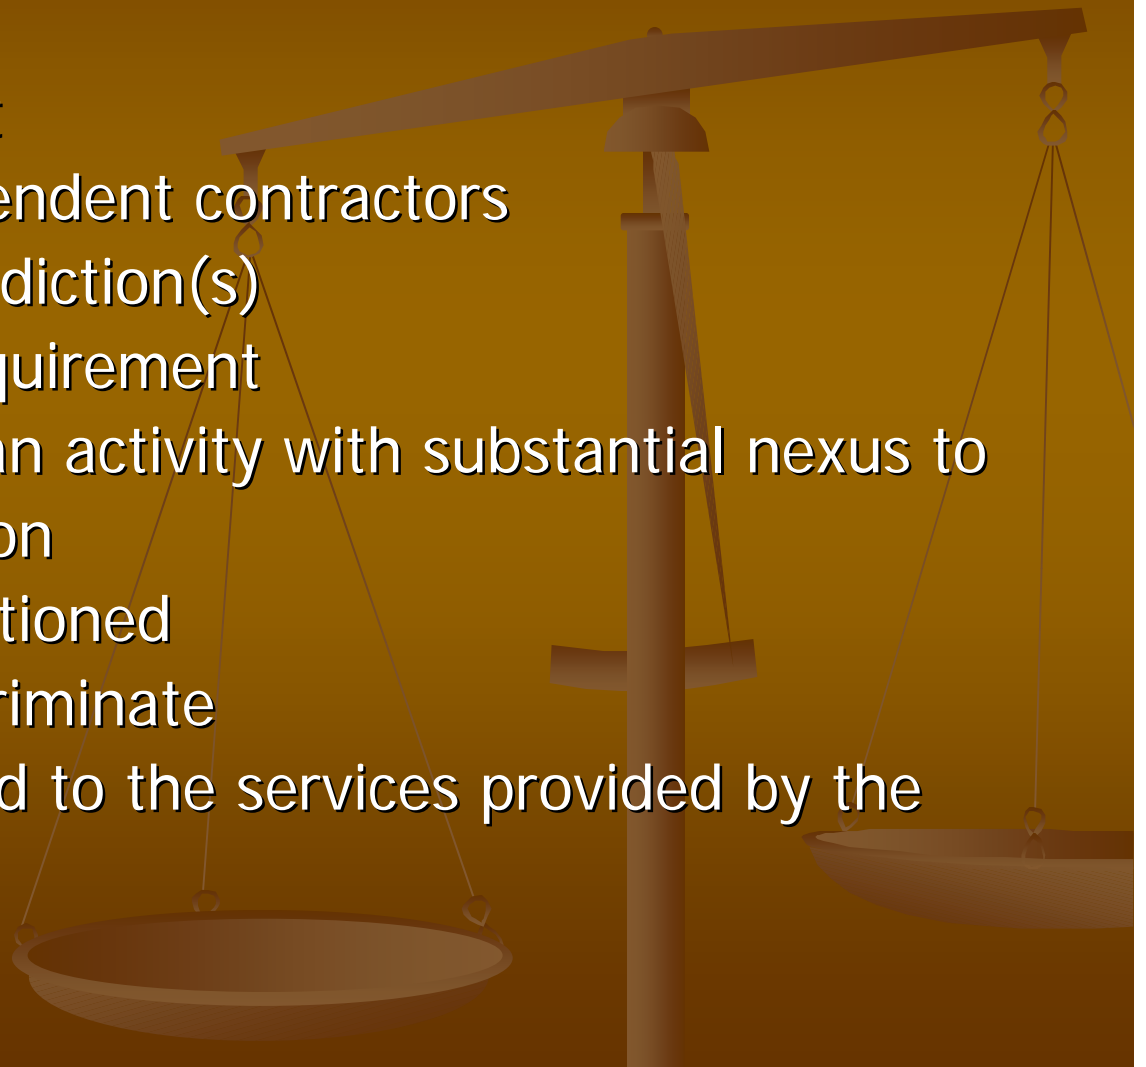 t
endent contractors
diction(s)
quirement
an activity with substantial nexus to
on
tioned
riminate
d to the services provided by the